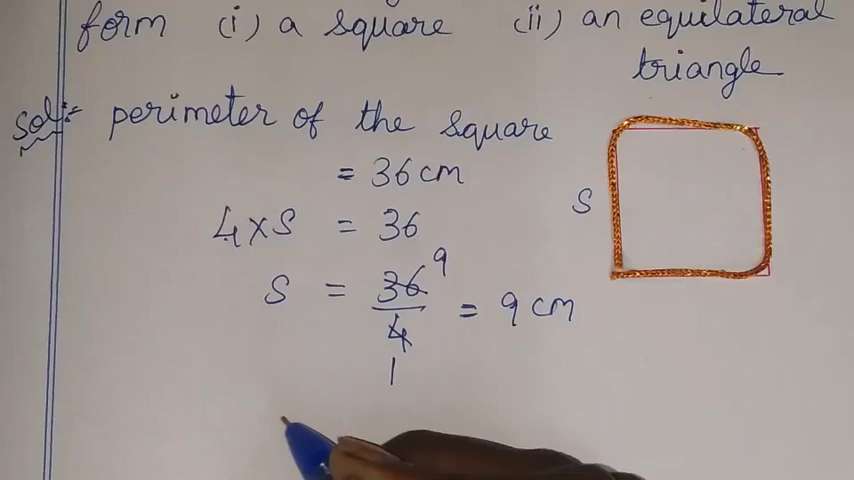 form (i) a square (ii) an equilateral
triangle
Sol:- perimeter of the square
= 36 cm
S
4 x S = 36
S = 36/4 = 9 cm
9
1